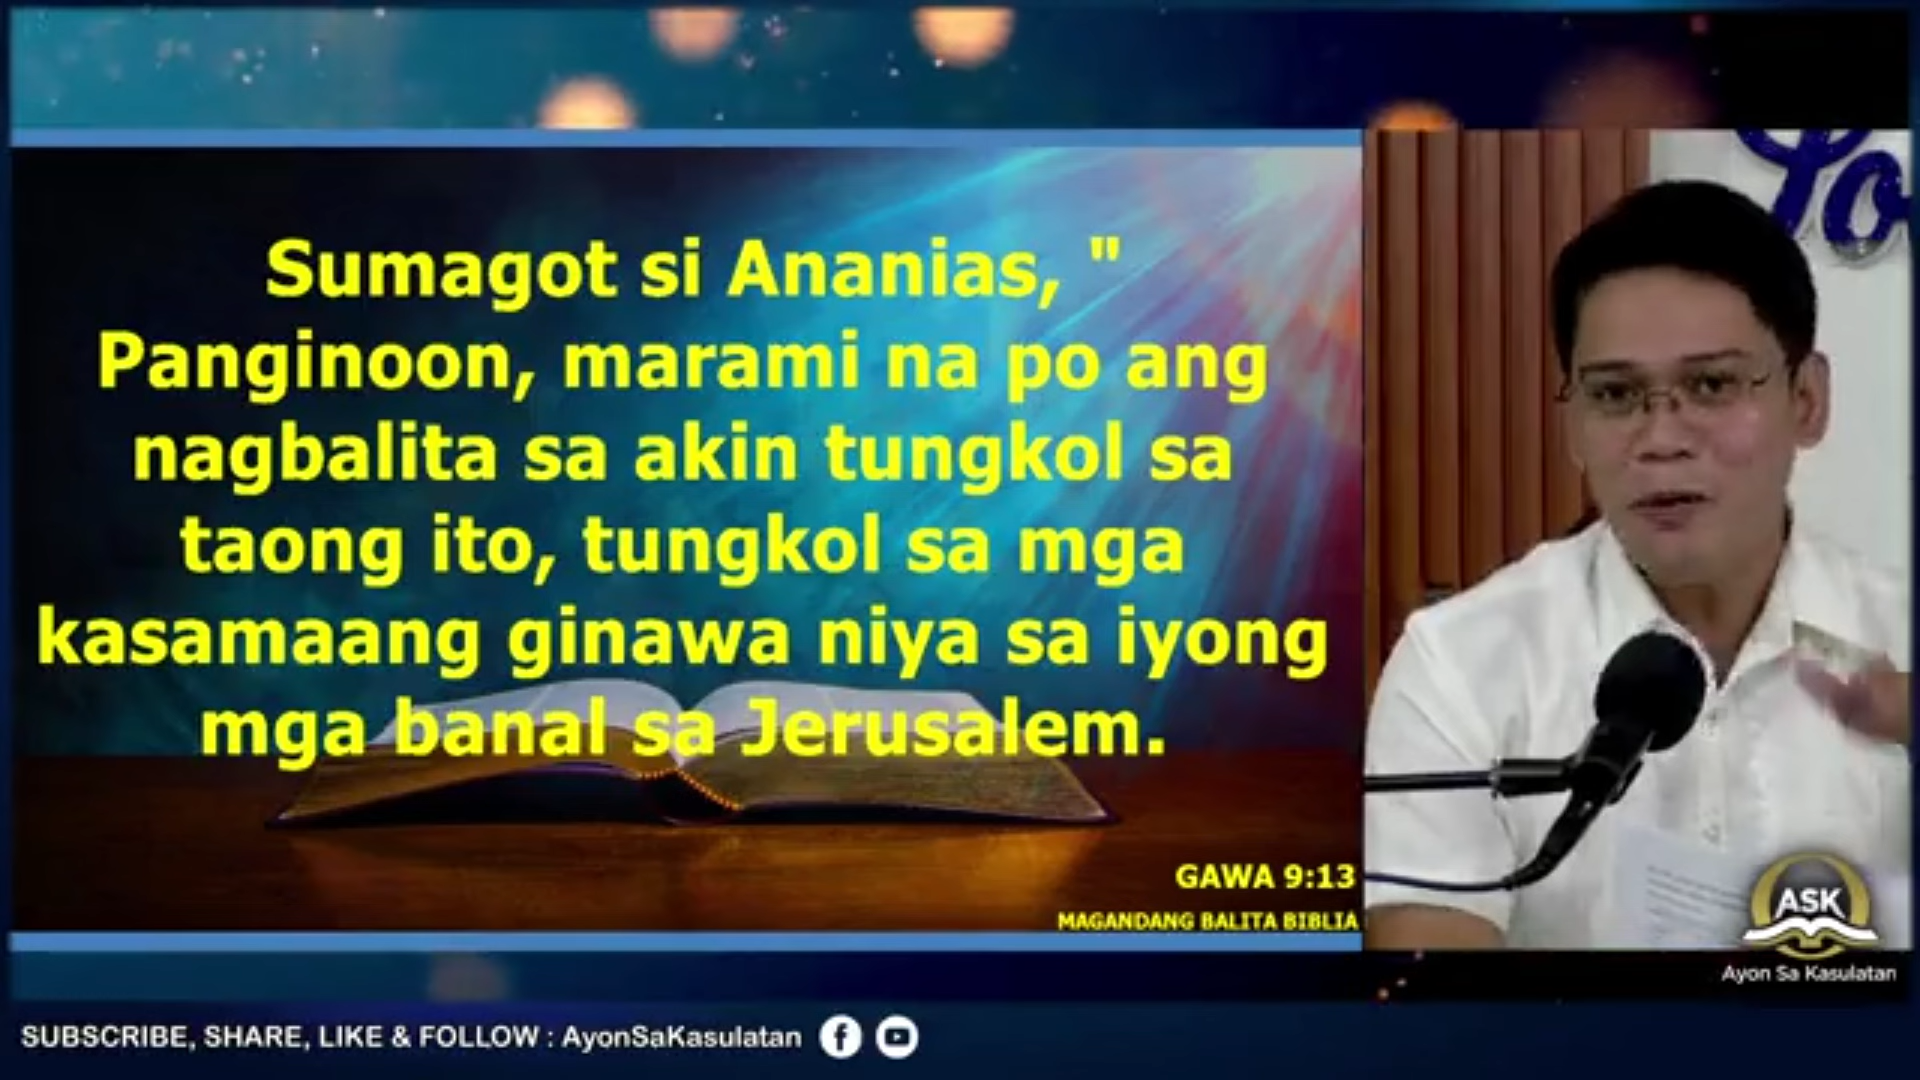 Sumagot si Ananias, "
Panginoon, marami na po ang
nagbalita sa akin tungkol sa
taong ito, tungkol sa mga
kasamaang ginawa niya sa iyong
mga banal sa Jerusalem.
GAWA 9:13
MAGANDANG BALITA BIBLIA
ASK
Ayon Sa Kasulatan
SUBSCRIBE, SHARE, LIKE & FOLLOW : AyonSaKasulatan